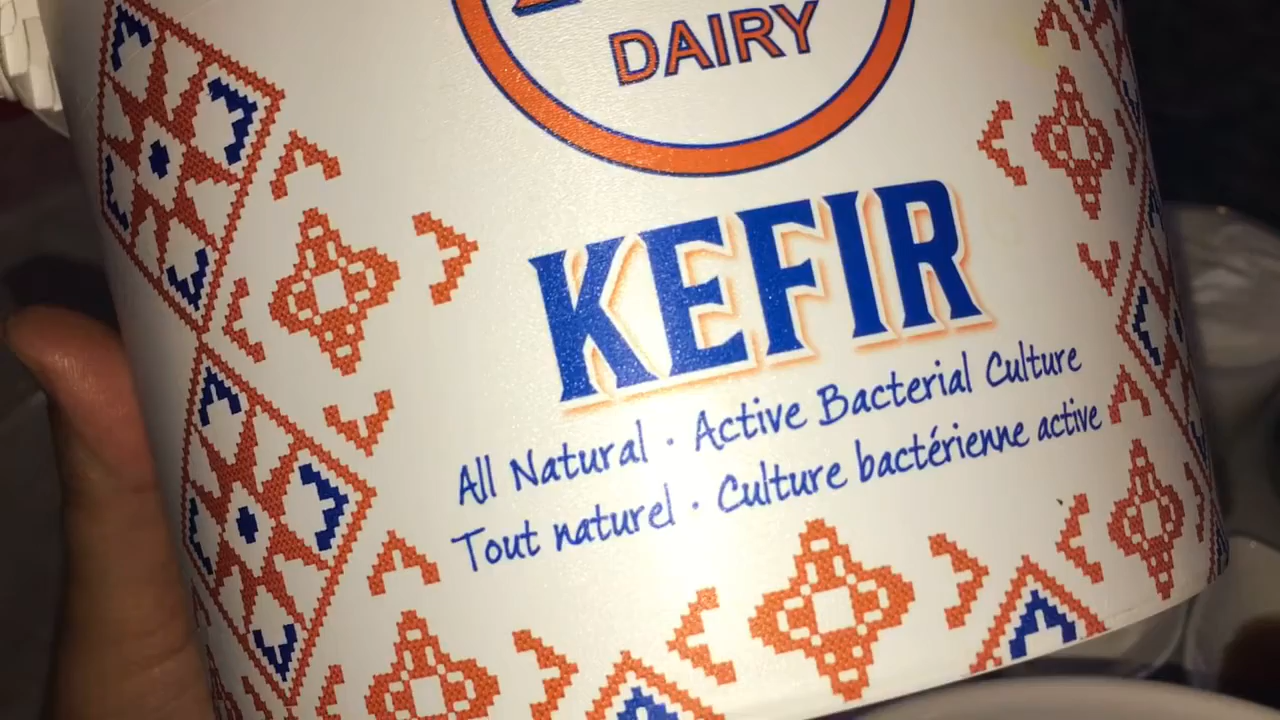 DAIRY
KEFIR
All Natural · Active Bacterial Culture
Tout naturel · Culture bactérienne active